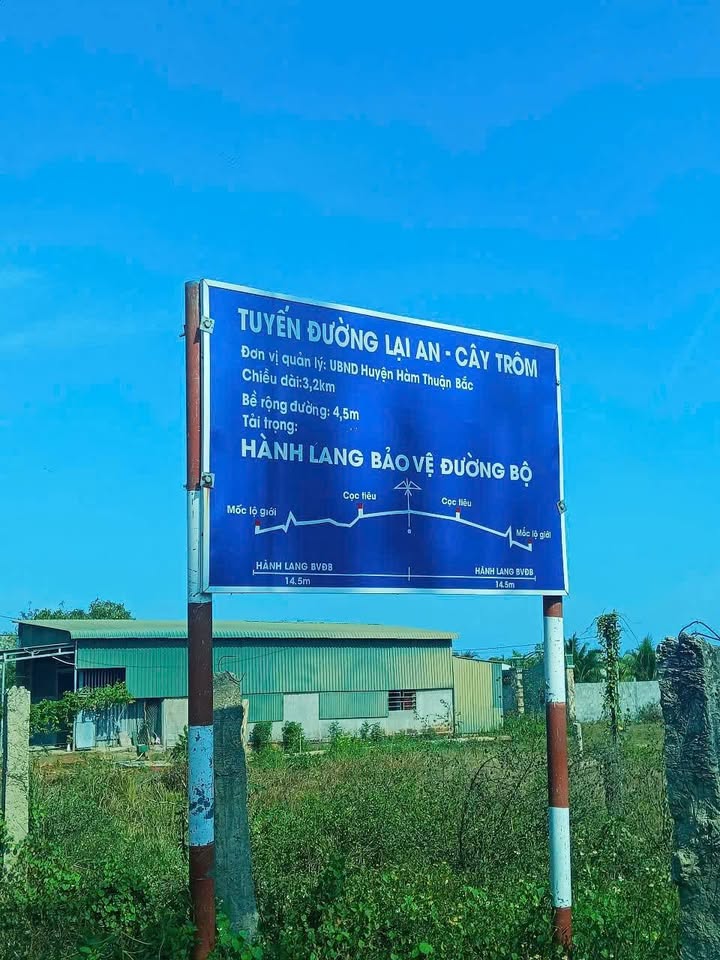 TUYẾN ĐƯỜNG LẠI AN - CÂY TRÔM
Đơn vị quản lý: UBND Huyện Hàm Thuận Bắc
Chiều dài:3,2km
Bề rộng đường: 4,5m
Tải trọng:
HÀNH LANG BẢO VỆ ĐƯỜNG BỘ
Mốc lộ giới
Cọc tiêu
Cọc tiêu
Mốc lộ giới
HÀNH LANG BVĐB
HÀNH LANG BVĐB
14.5m
14.5m